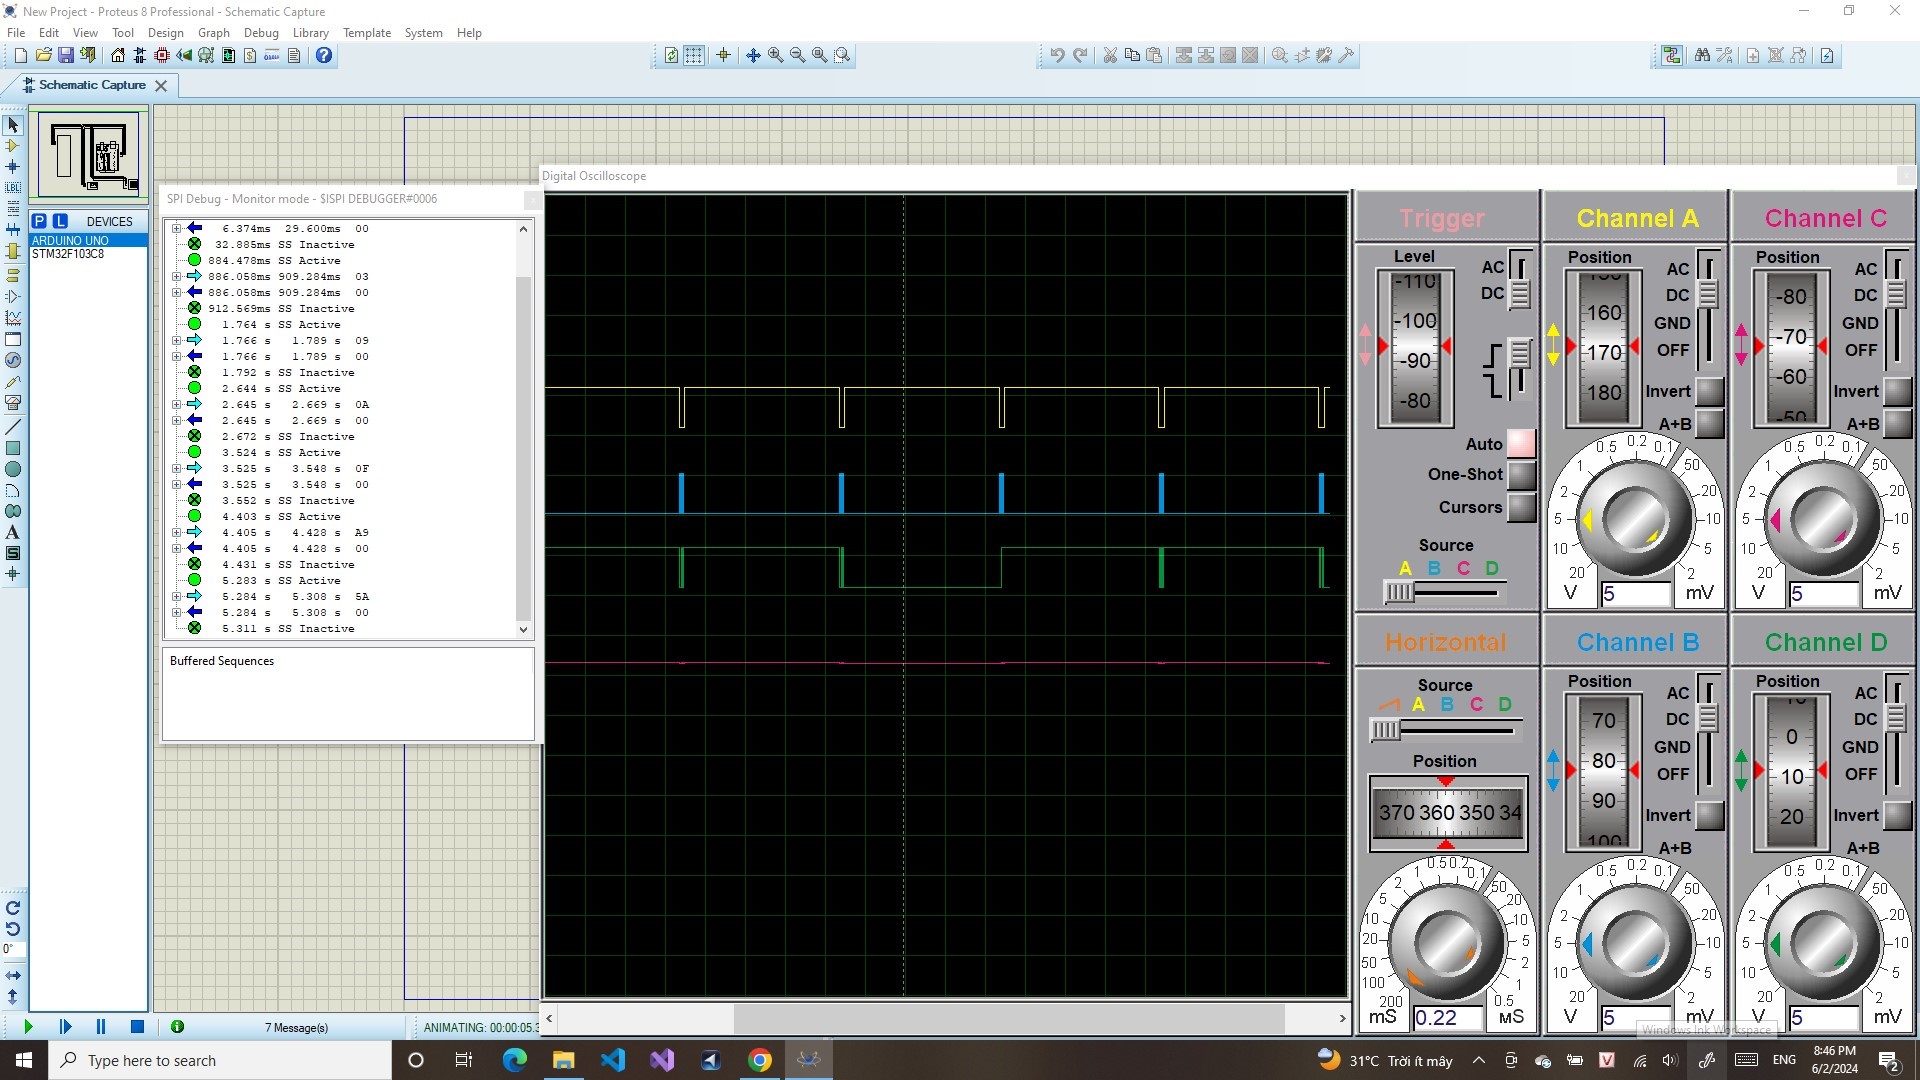 New Project - Proteus 8 Professional - Schematic Capture
File Edit View Tool Design Graph Debug Library Template System Help
Schematic Capture
P L DEVICES
ARDUINO UNO
STM32F103C8
LBL
A
S
0°
SPI Debug - Monitor mode - $ISPI DEBUGGER#0006
6.374ms 29.600ms 00
32.885ms SS Inactive
884.478ms SS Active
886.058ms 909.284ms 03
886.058ms 909.284ms 00
912.569ms SS Inactive
1.764 s SS Active
1.766 s 1.789 s 09
1.766 s 1.789 s 00
1.792 s SS Inactive
2.644 s SS Active
2.645 s 2.669 s 0A
2.645 s 2.669 s 00
2.672 s SS Inactive
3.524 s SS Active
3.525 s 3.548 s 0F
3.525 s 3.548 s 00
3.552 s SS Inactive
4.403 s SS Active
4.405 s 4.428 s A9
4.405 s 4.428 s 00
4.431 s SS Inactive
5.283 s SS Active
5.284 s 5.308 s 5A
5.284 s 5.308 s 00
5.311 s SS Inactive
Buffered Sequences
Digital Oscilloscope
Trigger
Level
-110
-100
-90
-80
AC
DC
Auto
One-Shot
Cursors
Source
A B C D
Channel A
Position
160
170
180
AC
DC
GND
OFF
Invert
A+B
20 10 5 2 1 0.5 0.2 0.1 50 20 10 5 2
V 5 mV
Channel C
Position
-80
-70
-60
-50
AC
DC
GND
OFF
Invert
A+B
20 10 5 2 1 0.5 0.2 0.1 50 20 10 5 2
V 5 mV
Horizontal
Source
A B C D
Position
370 360 350 34
200 100 50 20 10 5 2 1 0.5 0.2 0.1 50 20 10 5 2 1 0.5
mS 0.22 µS
Channel B
Position
70
80
90
100
AC
DC
GND
OFF
Invert
A+B
20 10 5 2 1 0.5 0.2 0.1 50 20 10 5 2
V 5 mV
Channel D
Position
0
10
20
AC
DC
GND
OFF
Invert
A+B
20 10 5 2 1 0.5 0.2 0.1 50 20 10 5 2
V 5 mV
Windows Ink Workspace
7 Message(s)
ANIMATING: 00:00:05.3
Type here to search
31°C Trời ít mây
V
ENG
8:46 PM
6/2/2024
2